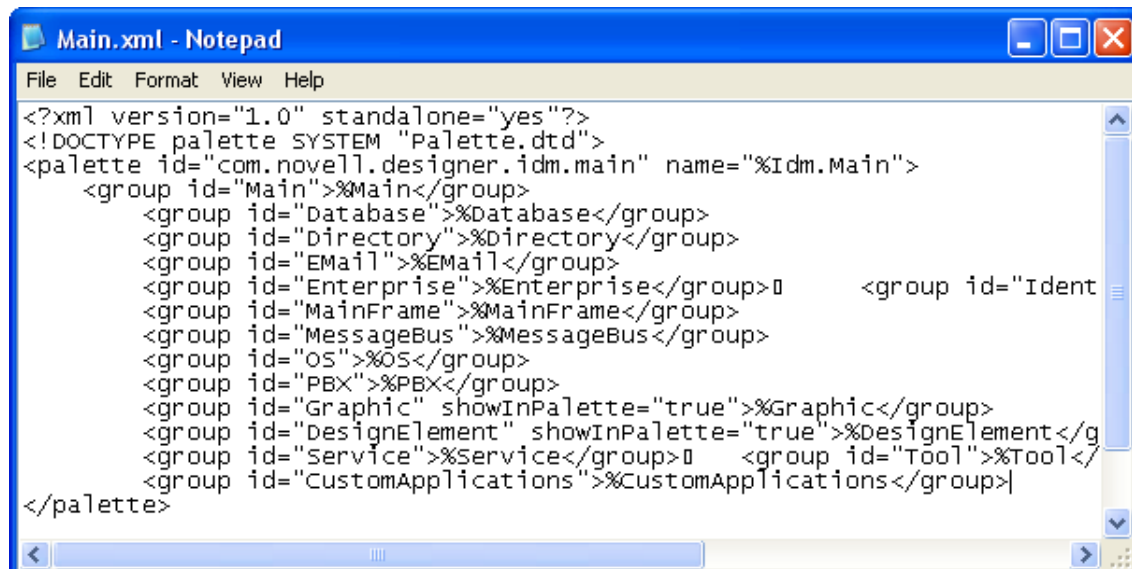 Main.xml - Notepad
File Edit Format View Help
<?xml version="1.0" standalone="yes"?>
<!DOCTYPE palette SYSTEM "Palette.dtd">
<palette id="com.novell.designer.idm.main" name="%Idm.Main">
<group id="Main">%Main</group>
<group id="Database">%Database</group>
<group id="Directory">%Directory</group>
<group id="EMail">%EMail</group>
<group id="Enterprise">%Enterprise</group>▯ <group id="Ident
<group id="MainFrame">%MainFrame</group>
<group id="MessageBus">%MessageBus</group>
<group id="OS">%OS</group>
<group id="PBX">%PBX</group>
<group id="Graphic" showInPalette="true">%Graphic</group>
<group id="DesignElement" showInPalette="true">%DesignElement</g
<group id="Service">%Service</group>▯ <group id="Tool">%Tool</
<group id="CustomApplications">%CustomApplications</group>
</palette>